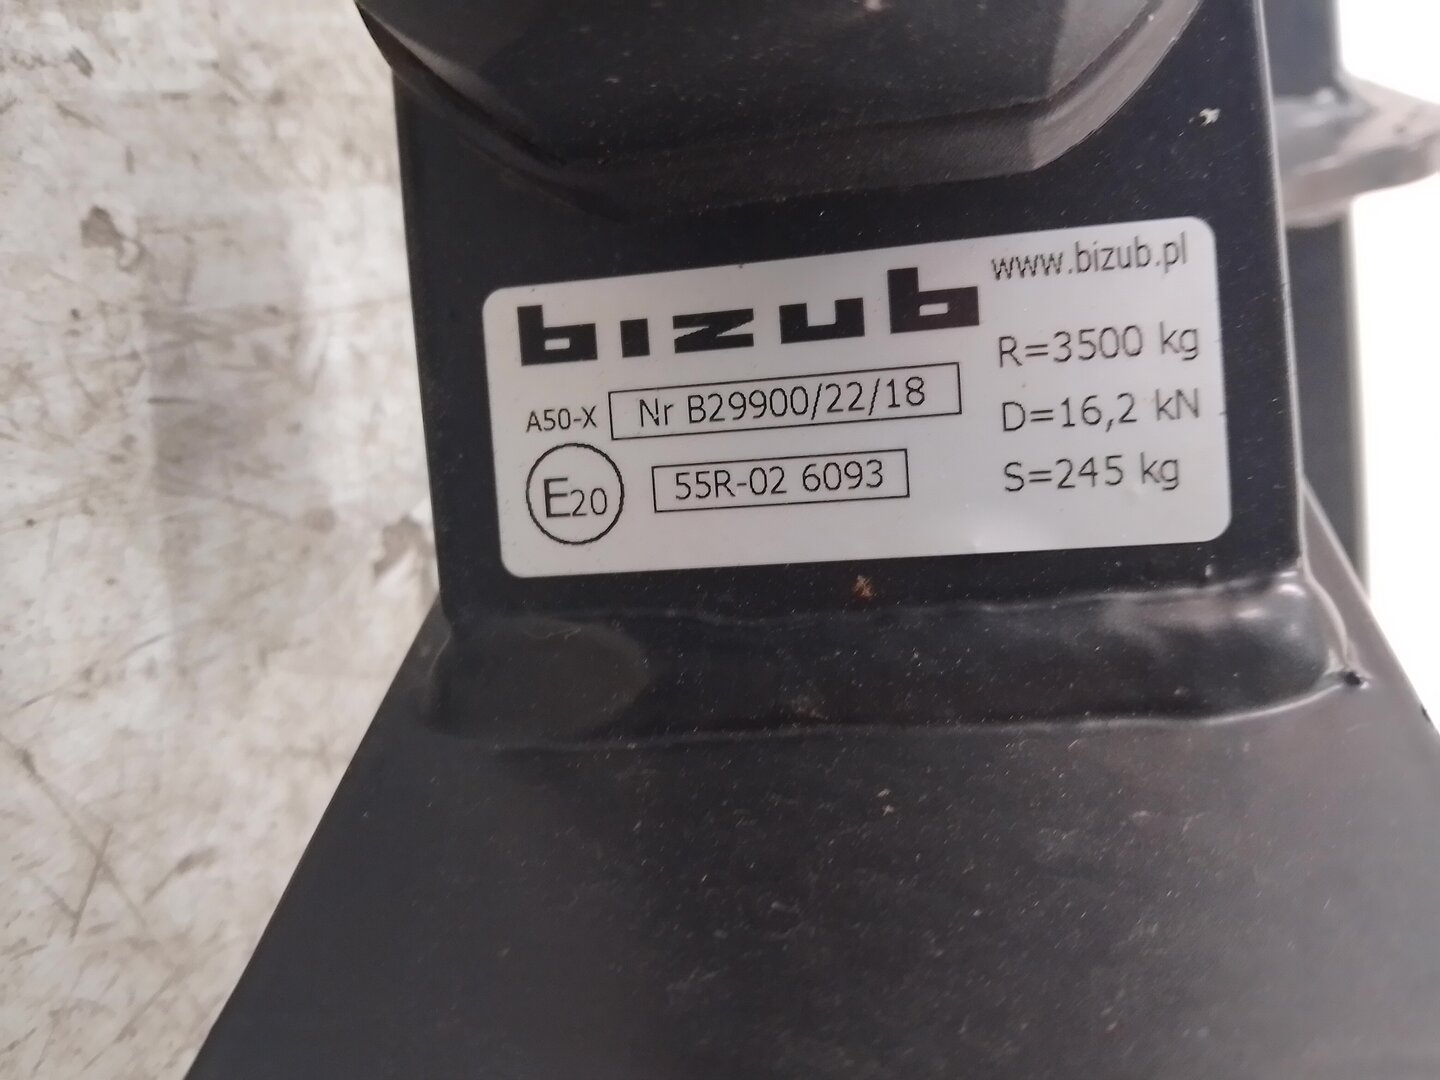 bizub
www.bizub.pl
R=3500 kg
A50-X Nr B29900/22/18
D=16,2 kN
E20 55R-02 6093
S=245 kg